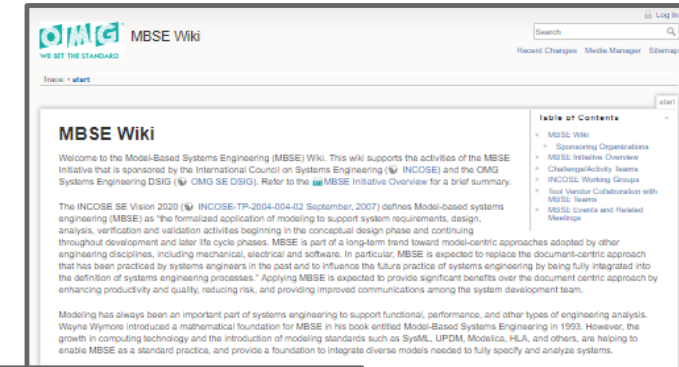 Log In
OMG MBSE Wiki
WE SET THE STANDARD
Search
Recent Changes Media Manager Sitemap
Trace: • start
start
Table of Contents
MBSE Wiki
Sponsoring Organizations
MBSE Initiative Overview
Challenge/Activity Teams
INCOSE Working Groups
Tool Vendor Collaboration with
MBSE Teams
MBSE Events and Related
Meetings
MBSE Wiki
Welcome to the Model-Based Systems Engineering (MBSE) Wiki. This wiki supports the activities of the MBSE
Initiative that is sponsored by the International Council on Systems Engineering ( INCOSE) and the OMG
Systems Engineering DSIG ( OMG SE DSIG). Refer to the MBSE Initiative Overview for a brief summary.
The INCOSE SE Vision 2020 ( INCOSE-TP-2004-004-02 September, 2007) defines Model-based systems
engineering (MBSE) as "the formalized application of modeling to support system requirements, design,
analysis, verification and validation activities beginning in the conceptual design phase and continuing
throughout development and later life cycle phases. MBSE is part of a long-term trend toward model-centric approaches adopted by other
engineering disciplines, including mechanical, electrical and software. In particular, MBSE is expected to replace the document-centric approach
that has been practiced by systems engineers in the past and to influence the future practice of systems engineering by being fully integrated into
the definition of systems engineering processes." Applying MBSE is expected to provide significant benefits over the document centric approach by
enhancing productivity and quality, reducing risk, and providing improved communications among the system development team.
Modeling has always been an important part of systems engineering to support functional, performance, and other types of engineering analysis.
Wayne Wymore introduced a mathematical foundation for MBSE in his book entitled Model-Based Systems Engineering in 1993. However, the
growth in computing technology and the introduction of modeling standards such as SysML, UPDM, Modelica, HLA, and others, are helping to
enable MBSE as a standard practice, and provide a foundation to integrate diverse models needed to fully specify and analyze systems.